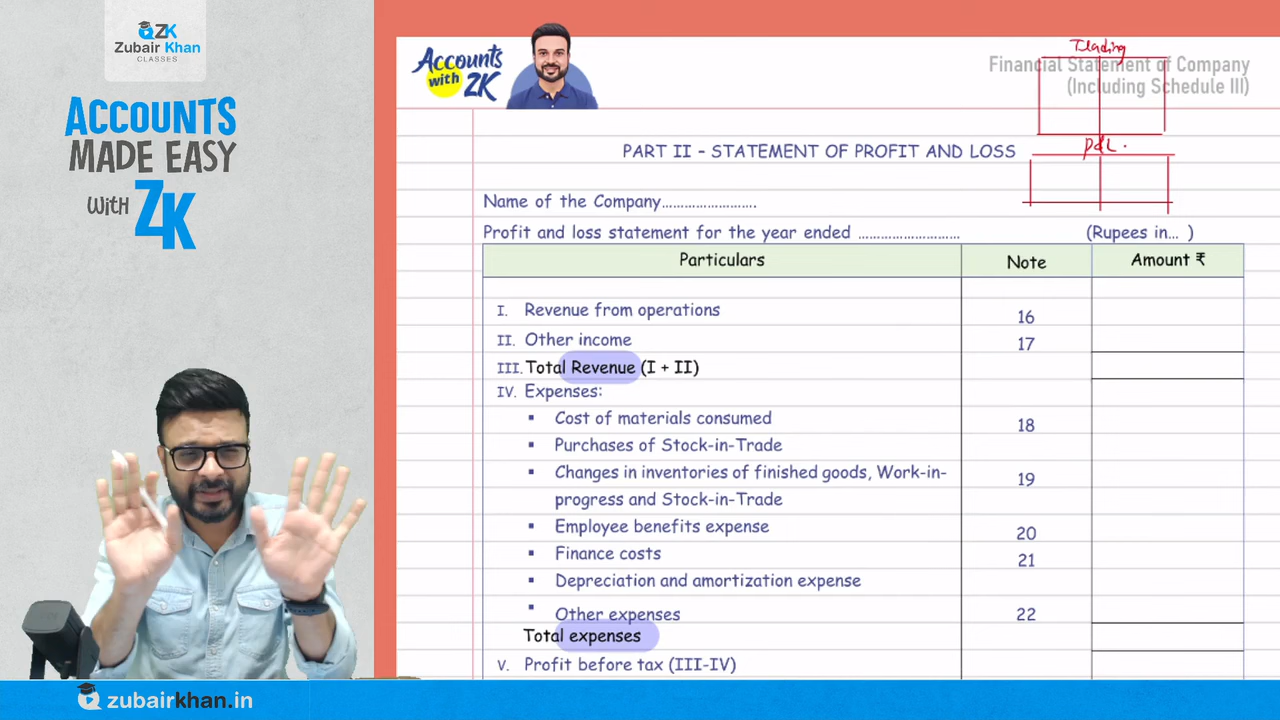 ZK
Zubair Khan
CLASSES
ACCOUNTS
MADE EASY
WITH ZK
Accounts
with ZK
Trading
Financial Statement of Company
(Including Schedule III)
P&L.
PART II – STATEMENT OF PROFIT AND LOSS
Name of the Company…………………….
Profit and loss statement for the year ended ……………………… (Rupees in… )
Particulars Note Amount ₹
I. Revenue from operations 16
II. Other income 17
III. Total Revenue (I + II)
IV. Expenses:
▪ Cost of materials consumed 18
▪ Purchases of Stock-in-Trade
▪ Changes in inventories of finished goods, Work-in-
progress and Stock-in-Trade 19
▪ Employee benefits expense 20
▪ Finance costs 21
▪ Depreciation and amortization expense
▪ Other expenses 22
Total expenses
V. Profit before tax (III-IV)
zubairkhan.in